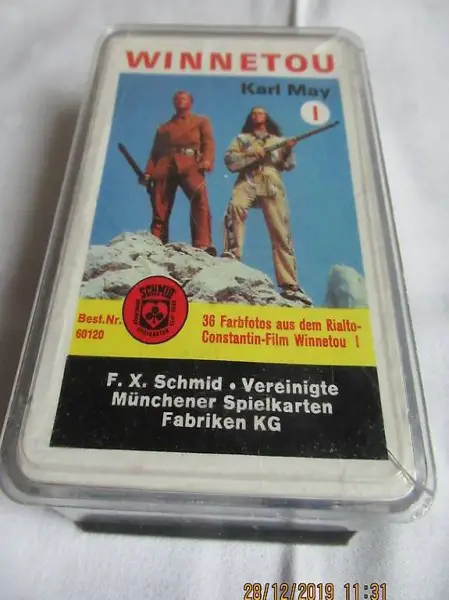 WINNETOU
Karl May
I
SCHMID
Best.Nr.
60120
36 Farbfotos aus dem Rialto-
Constantin-Film Winnetou I
F. X. Schmid • Vereinigte
Münchener Spielkarten
Fabriken KG
28/12/2019 11:31